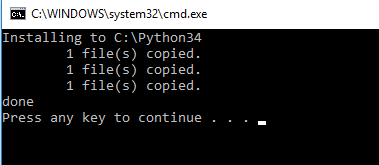 C:\WINDOWS\system32\cmd.exe
Installing to C:\Python34
        1 file(s) copied.
        1 file(s) copied.
        1 file(s) copied.
done
Press any key to continue . . .